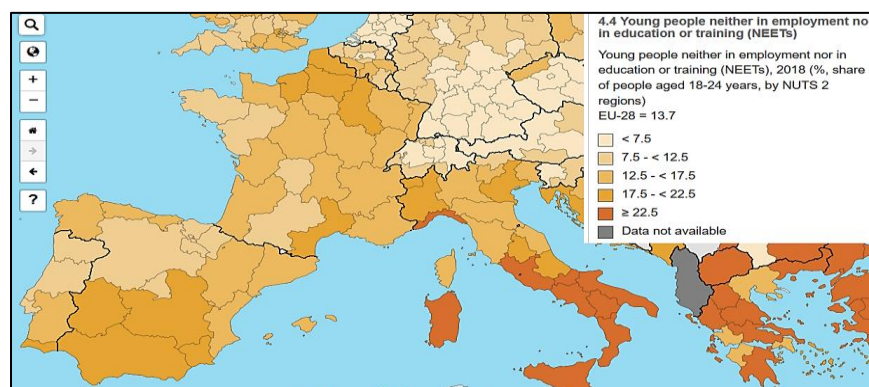 4.4 Young people neither in employment nor
in education or training (NEETs)
Young people neither in employment nor in
education or training (NEETs), 2018 (%, share
of people aged 18-24 years, by NUTS 2
regions)
EU-28 = 13.7
< 7.5
7.5 - < 12.5
12.5 - < 17.5
17.5 - < 22.5
≥ 22.5
Data not available
+
−
?